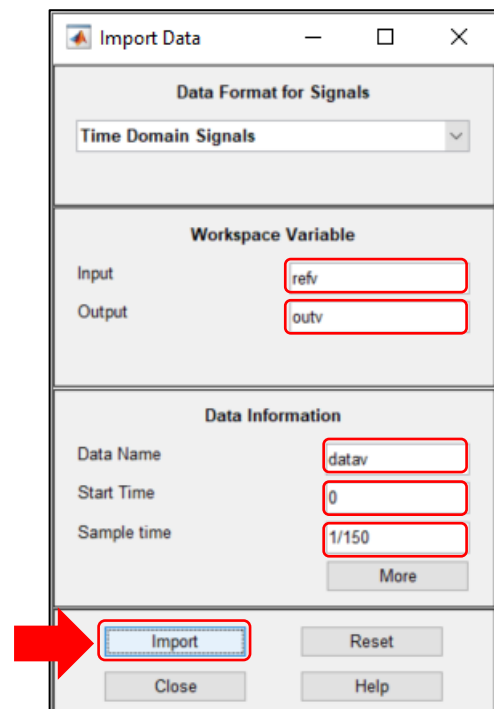 Import Data
Data Format for Signals
Time Domain Signals
Workspace Variable
Input refv
Output outv
Data Information
Data Name datav
Start Time 0
Sample time 1/150
More
Import Reset
Close Help